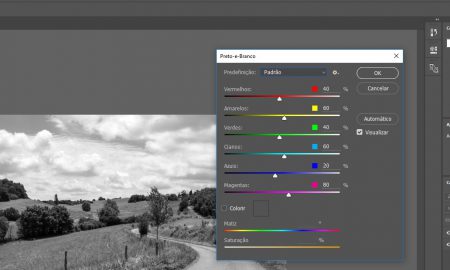 Preto-e-Branco
Predefinição: Padrão
OK
Cancelar
Vermelhos: 40 %
Amarelos: 60 %
Automático
Verdes: 40 %
Visualizar
Cianos: 60 %
Azuis: 20 %
Magentas: 80 %
Colorir
Matiz °
Saturação %